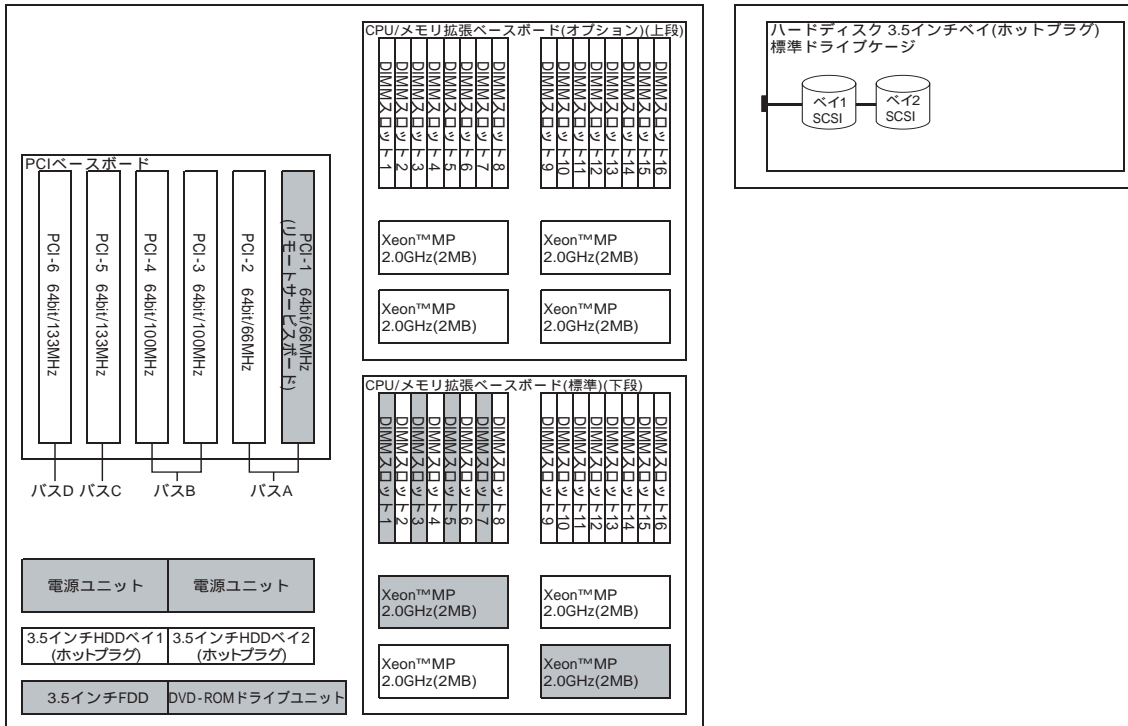 CPU/メモリ拡張ベースボード(オプション)(上段)
DIMMスロット1
DIMMスロット2
DIMMスロット3
DIMMスロット4
DIMMスロット5
DIMMスロット6
DIMMスロット7
DIMMスロット8
DIMMスロット9
DIMMスロット10
DIMMスロット11
DIMMスロット12
DIMMスロット13
DIMMスロット14
DIMMスロット15
DIMMスロット16
Xeon™MP
2.0GHz(2MB)
Xeon™MP
2.0GHz(2MB)
Xeon™MP
2.0GHz(2MB)
Xeon™MP
2.0GHz(2MB)
ハードディスク 3.5インチベイ(ホットプラグ)
標準ドライブケージ
ベイ1
SCSI
ベイ2
SCSI
PCIベースボード
PCI-6 64bit/133MHz
PCI-5 64bit/133MHz
PCI-4 64bit/100MHz
PCI-3 64bit/100MHz
PCI-2 64bit/66MHz
PCI-1 64bit/66MHz
(リモートサービスボード)
バスD
バスC
バスB
バスA
CPU/メモリ拡張ベースボード(標準)(下段)
DIMMスロット1
DIMMスロット2
DIMMスロット3
DIMMスロット4
DIMMスロット5
DIMMスロット6
DIMMスロット7
DIMMスロット8
DIMMスロット9
DIMMスロット10
DIMMスロット11
DIMMスロット12
DIMMスロット13
DIMMスロット14
DIMMスロット15
DIMMスロット16
Xeon™MP
2.0GHz(2MB)
Xeon™MP
2.0GHz(2MB)
Xeon™MP
2.0GHz(2MB)
Xeon™MP
2.0GHz(2MB)
電源ユニット
電源ユニット
3.5インチHDDベイ1
(ホットプラグ)
3.5インチHDDベイ2
(ホットプラグ)
3.5インチFDD
DVD-ROMドライブユニット